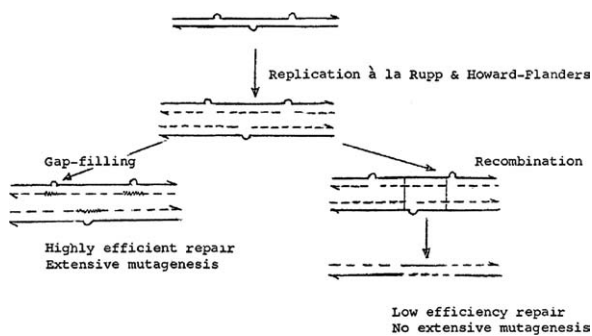 Replication à la Rupp & Howard-Flanders
Gap-filling
Recombination
Highly efficient repair
Extensive mutagenesis
Low efficiency repair
No extensive mutagenesis